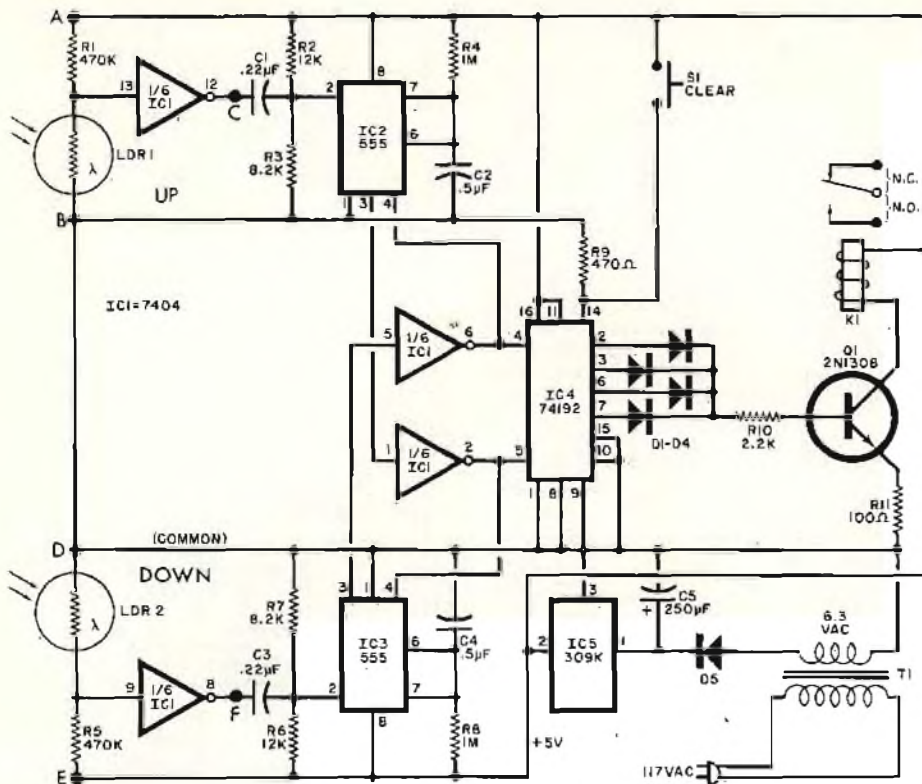 A
R1
470K
13
1/6
IC1
12
C
C1
.22µF
R2
12K
2
8
IC2
555
7
6
1
3
4
R4
1M
S1
CLEAR
LDR1
λ
UP
R3
8.2K
C2
.5µF
N.C.
N.O.
B
R9
470Ω
K1
IC1=7404
5
1/6
IC1
6
16
11
14
4
2
3
6
7
15
10
IC4
74192
5
1
8
9
D1-D4
R10
2.2K
Q1
2N1308
1
1/6
IC1
2
R11
100Ω
D
(COMMON)
DOWN
LDR 2
λ
R7
8.2K
3
1
4
IC3
555
6
7
2
8
C4
.5µF
3
2
IC5
309K
1
+
C5
250µF
D5
6.3
VAC
T1
9
1/6
IC1
8
F
C3
.22µF
R5
470K
R6
12K
R8
1M
+5V
117VAC
E